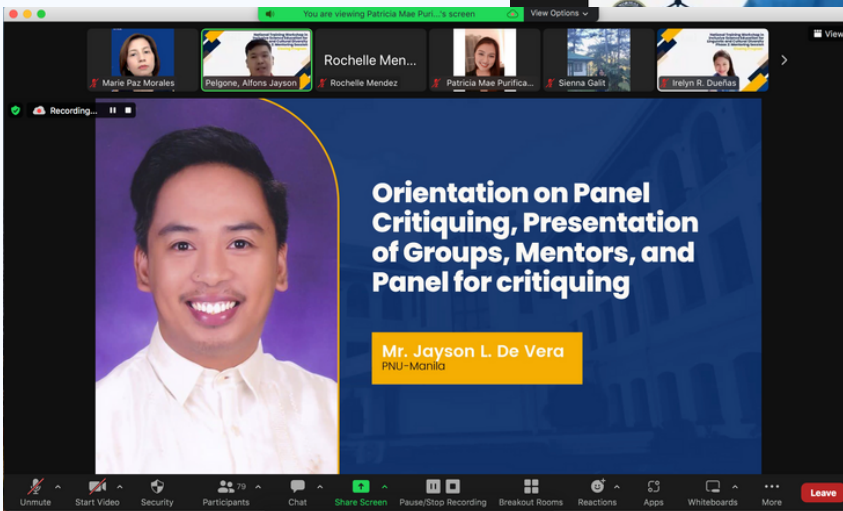 You are viewing Patricia Mae Puri...'s screen
View Options
View
Marie Paz Morales
Pelgone, Alfons Jayson
Rochelle Men...
Rochelle Mendez
Patricia Mae Purifica...
Sienna Galit
Irelyn R. Dueñas
Recording...
Orientation on Panel
Critiquing, Presentation
of Groups, Mentors, and
Panel for critiquing
Mr. Jayson L. De Vera
PNU-Manila
Unmute
Start Video
Security
Participants
79
Chat
Share Screen
Pause/Stop Recording
Breakout Rooms
Reactions
Apps
Whiteboards
More
Leave